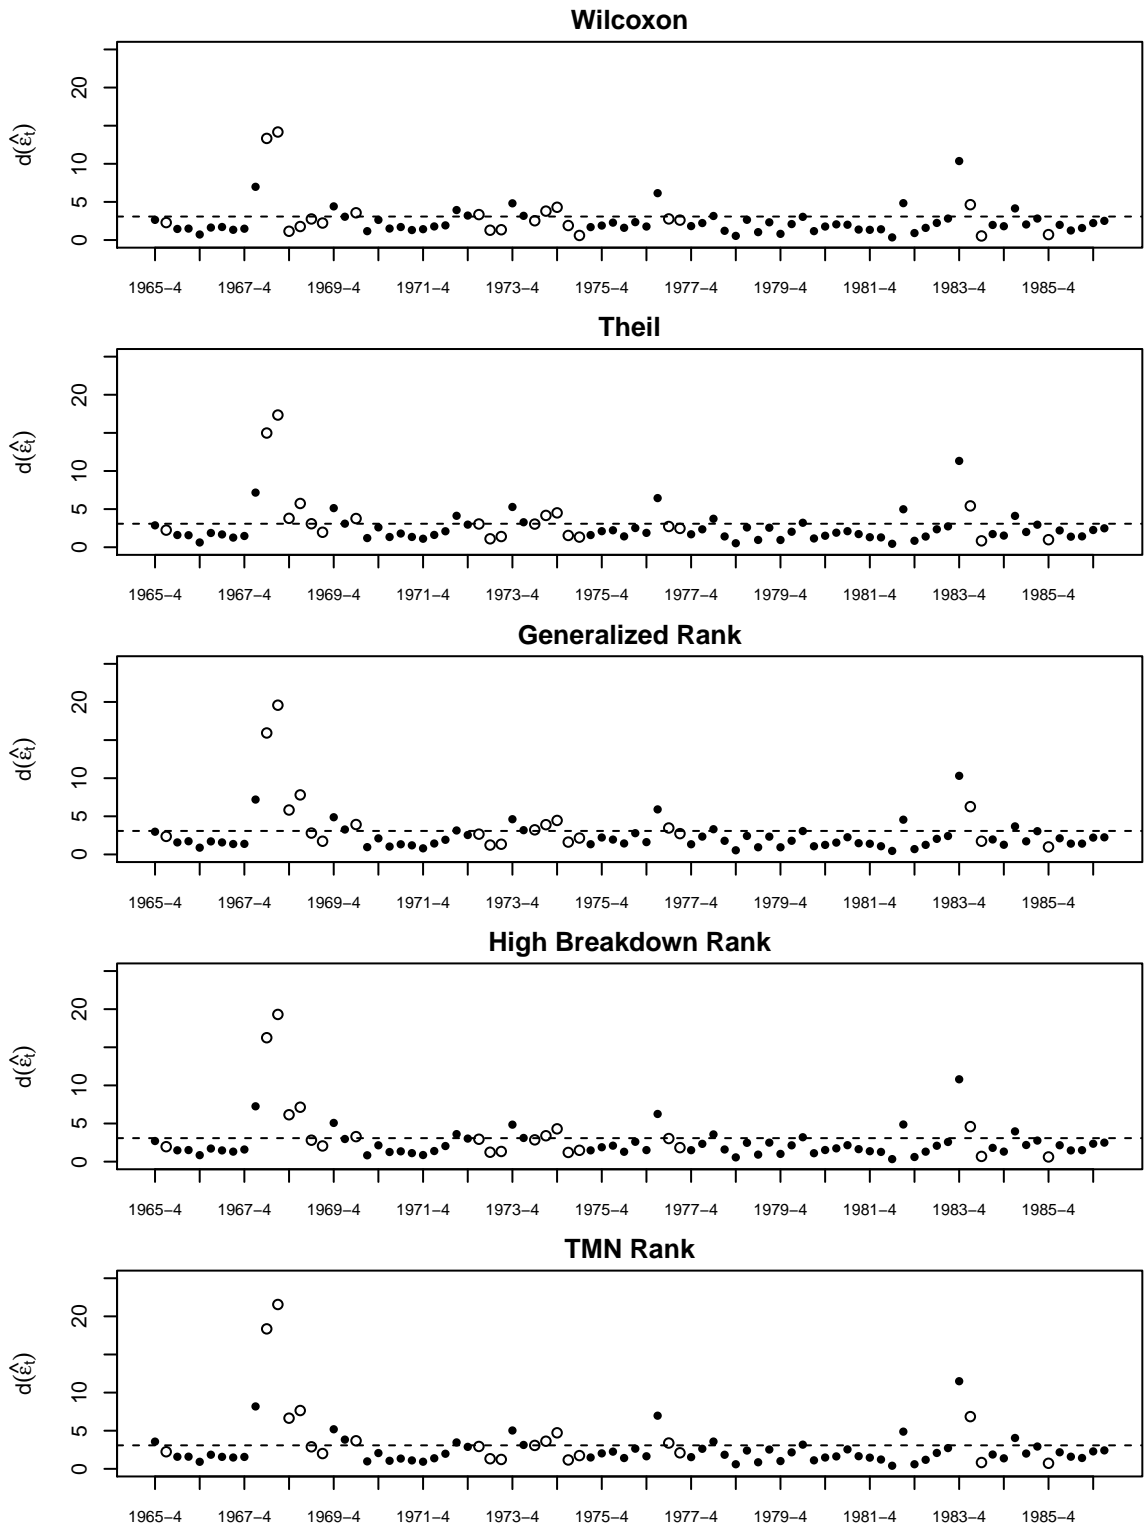 Wilcoxon
d(ε̂t)
0 5 10 20
1965–4 1967–4 1969–4 1971–4 1973–4 1975–4 1977–4 1979–4 1981–4 1983–4 1985–4
Theil
d(ε̂t)
0 5 10 20
1965–4 1967–4 1969–4 1971–4 1973–4 1975–4 1977–4 1979–4 1981–4 1983–4 1985–4
Generalized Rank
d(ε̂t)
0 5 10 20
1965–4 1967–4 1969–4 1971–4 1973–4 1975–4 1977–4 1979–4 1981–4 1983–4 1985–4
High Breakdown Rank
d(ε̂t)
0 5 10 20
1965–4 1967–4 1969–4 1971–4 1973–4 1975–4 1977–4 1979–4 1981–4 1983–4 1985–4
TMN Rank
d(ε̂t)
0 5 10 20
1965–4 1967–4 1969–4 1971–4 1973–4 1975–4 1977–4 1979–4 1981–4 1983–4 1985–4